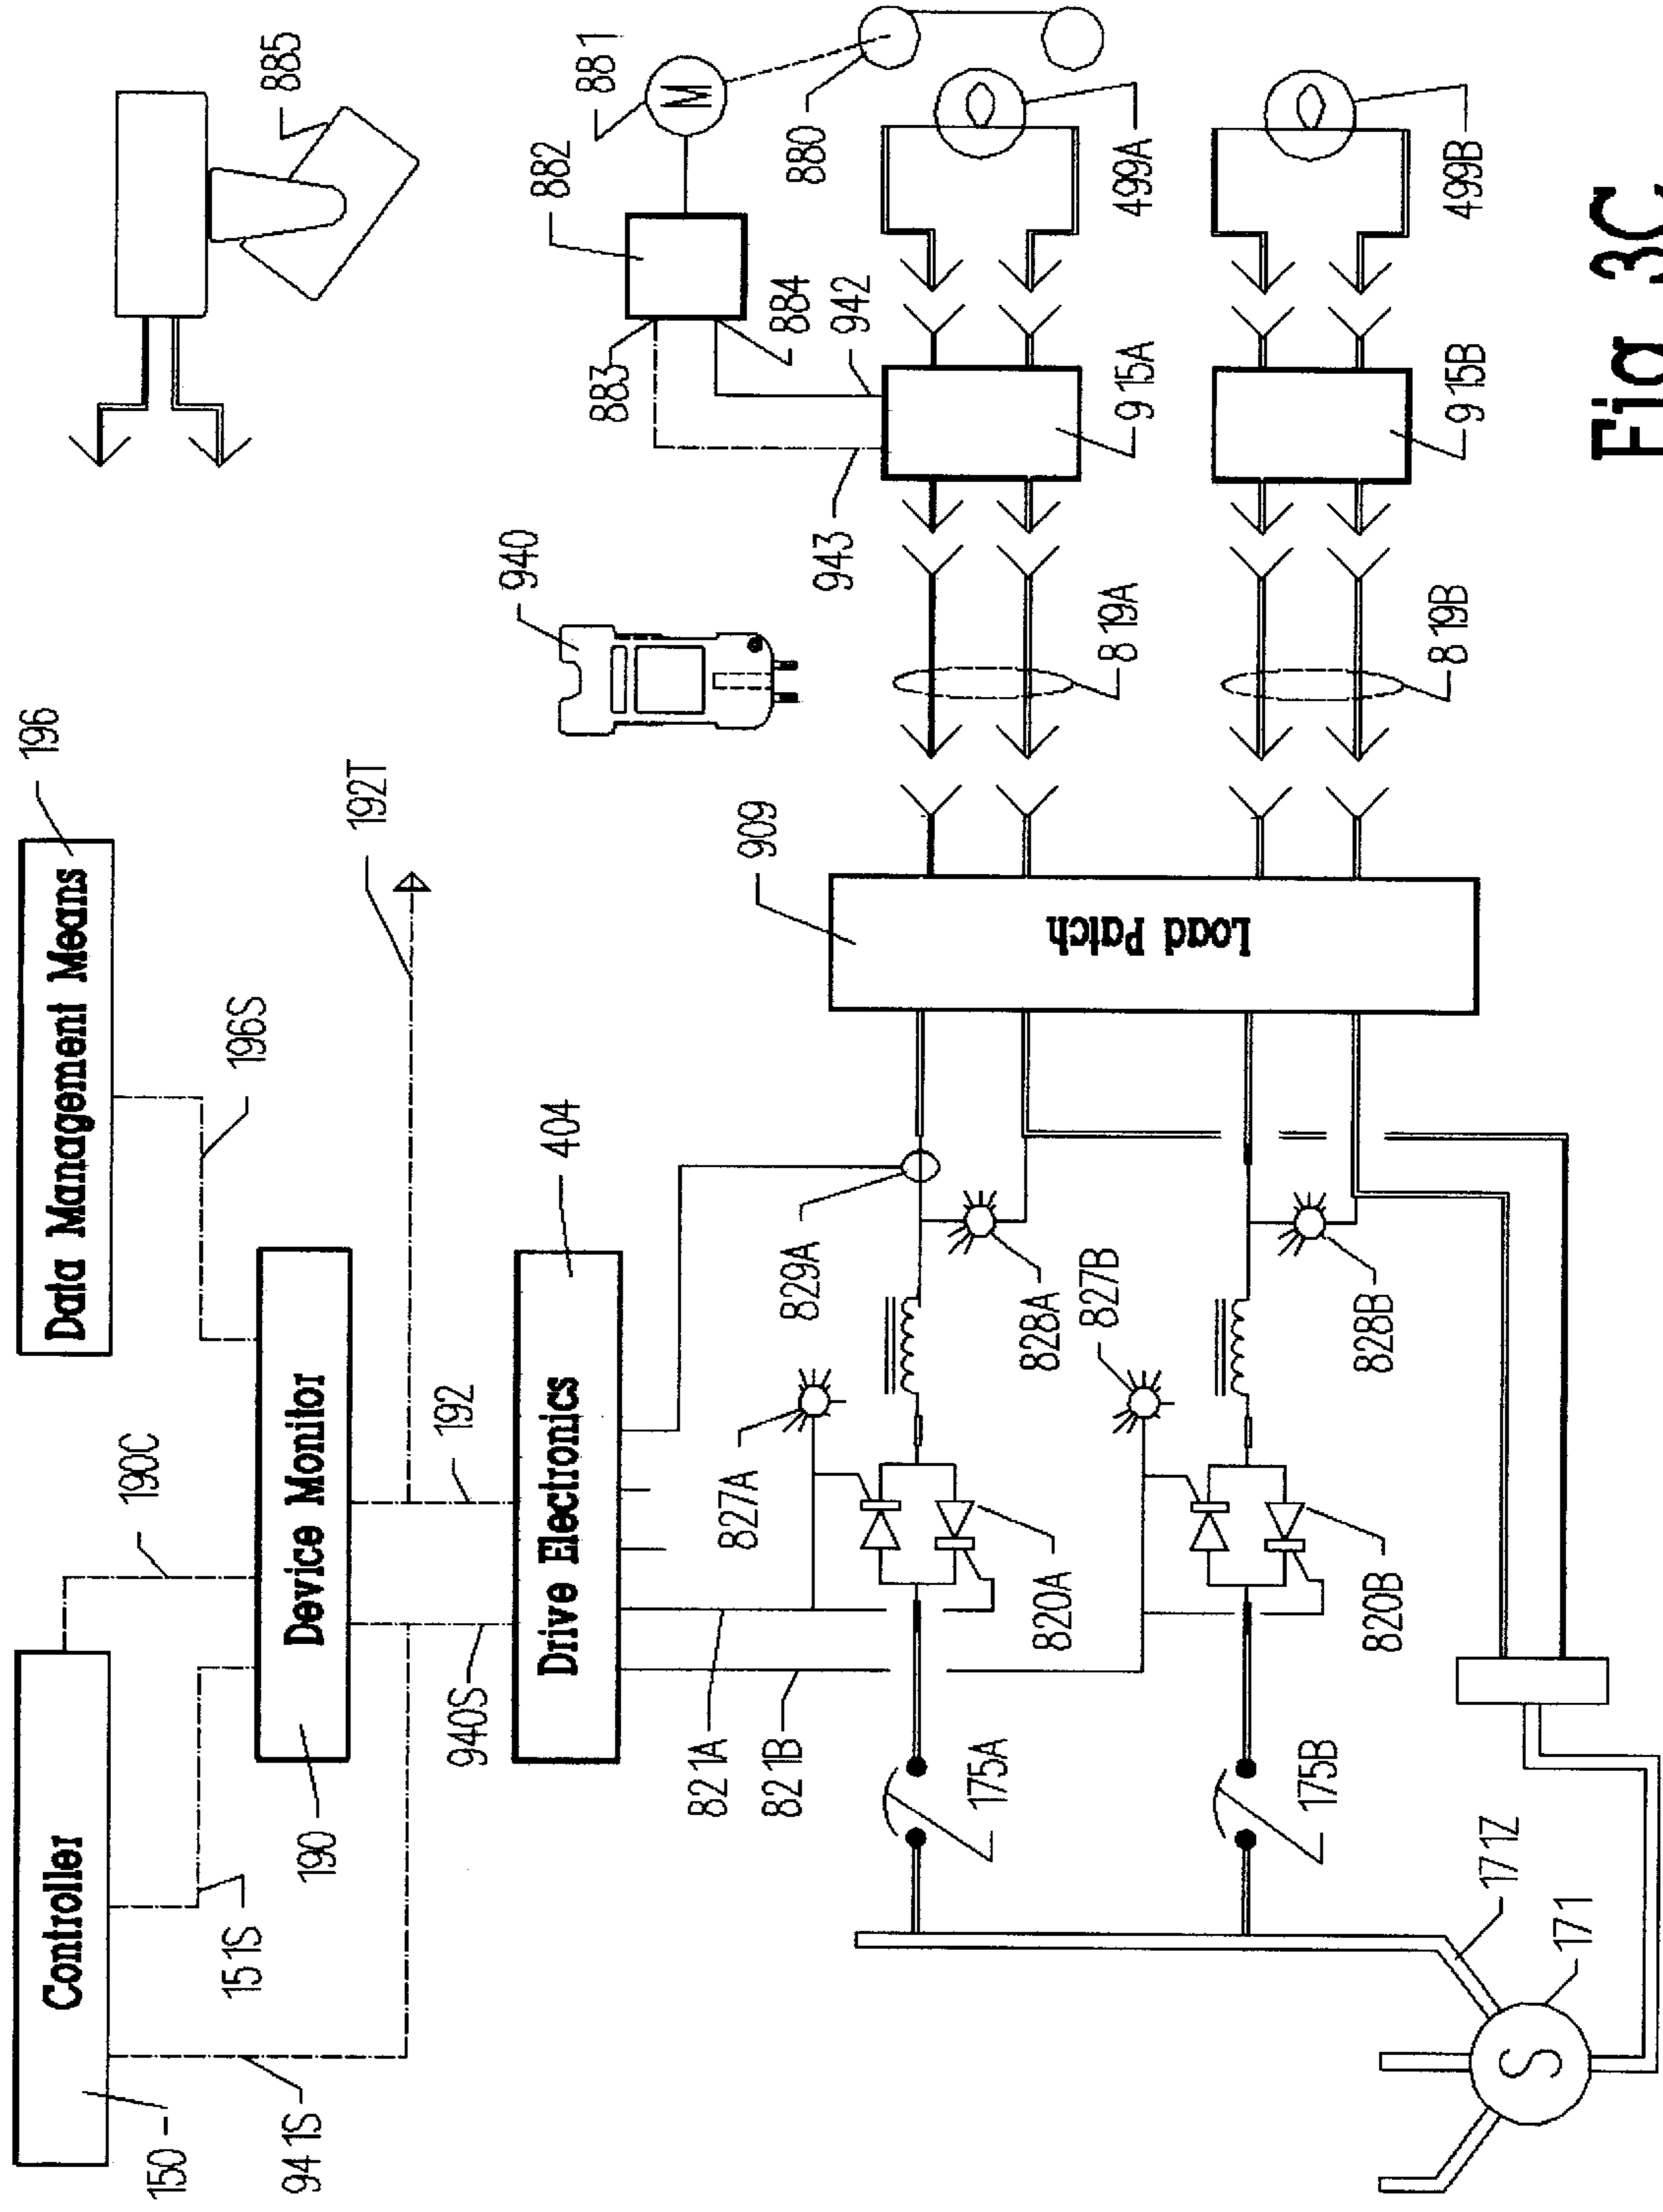 Controller
150
941S
151S
190C
Device Monitor
190
Data Management Means
196
196S
192T
940S
192
Drive Electronics
404
821A
821B
827A
829A
828A
827B
828B
820A
820B
175A
175B
171Z
171
S
Load Patch
909
940
819A
819B
943
942
883
884
882
881
M
880
885
915A
915B
499A
499B
Fig 3C